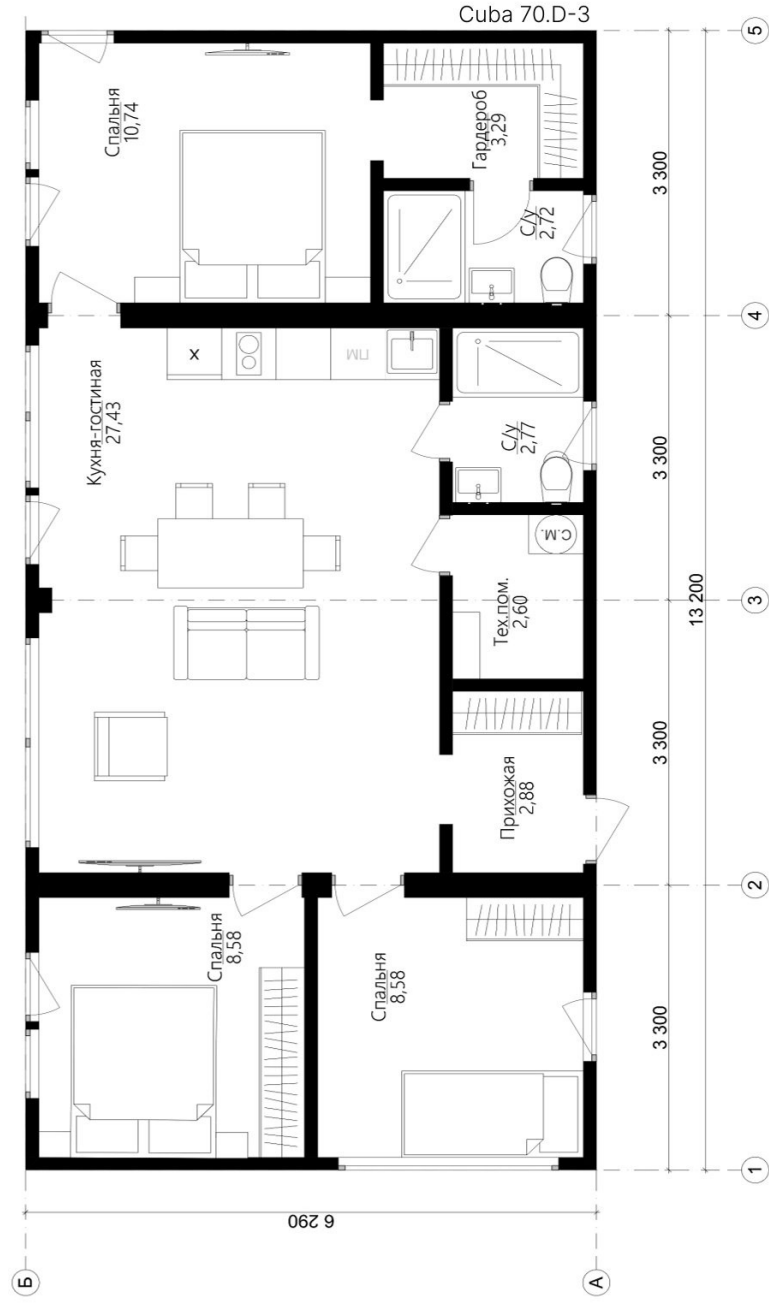 Cuba 70.D-3
Спальня
10,74
Гардероб
3,29
С/у
2,72
Кухня-гостиная
27,43
X
ПМ
С/у
2,77
С.М.
Тех.пом.
2,60
Прихожая
2,88
Спальня
8,58
Спальня
8,58
3 300
3 300
3 300
3 300
13 200
6 290
5
4
3
2
1
Б
А